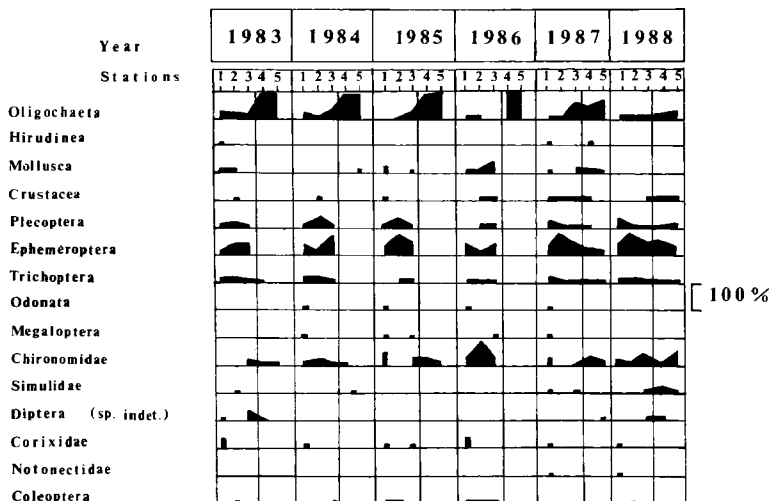 Year 1983 1984 1985 1986 1987 1988
Stations 1 2 3 4 5 1 2 3 4 5 1 2 3 4 5 1 2 3 4 5 1 2 3 4 5 1 2 3 4 5
Oligochaeta
Hirudinea
Mollusca
Crustacea
Plecoptera
Ephemeroptera
Trichoptera
Odonata
100%
Megaloptera
Chironomidae
Simulidae
Diptera (sp. indet.)
Corixidae
Notonectidae
Coleoptera